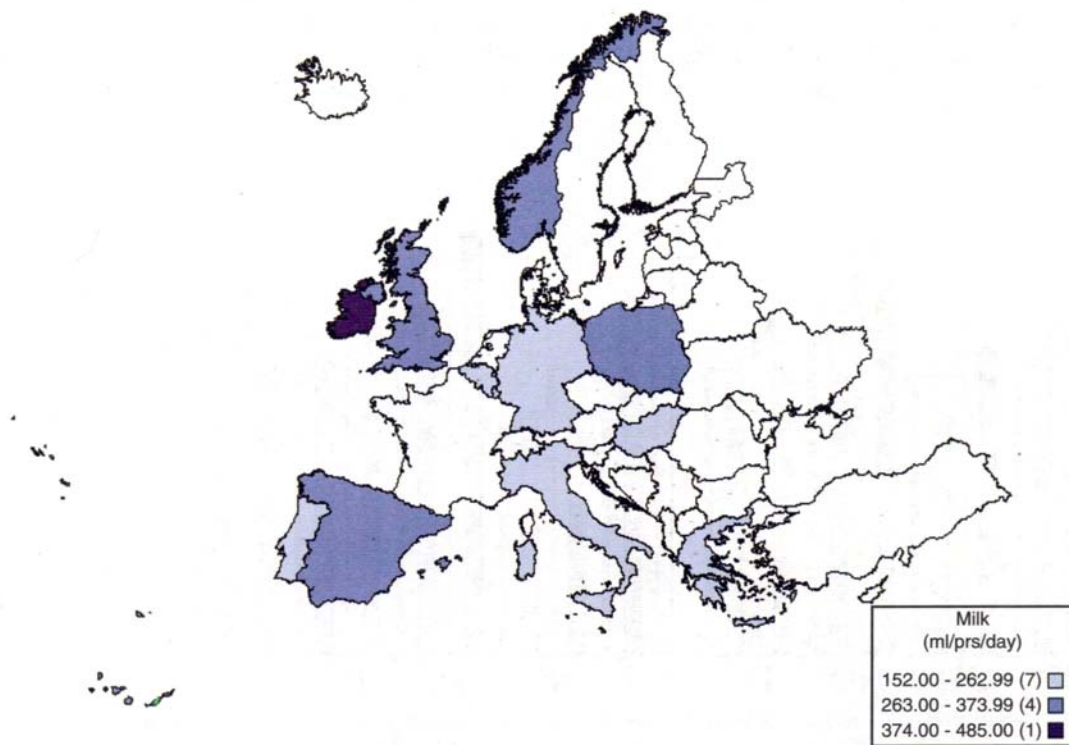 Milk
(ml/prs/day)
152.00 - 262.99 (7)
263.00 - 373.99 (4)
374.00 - 485.00 (1)